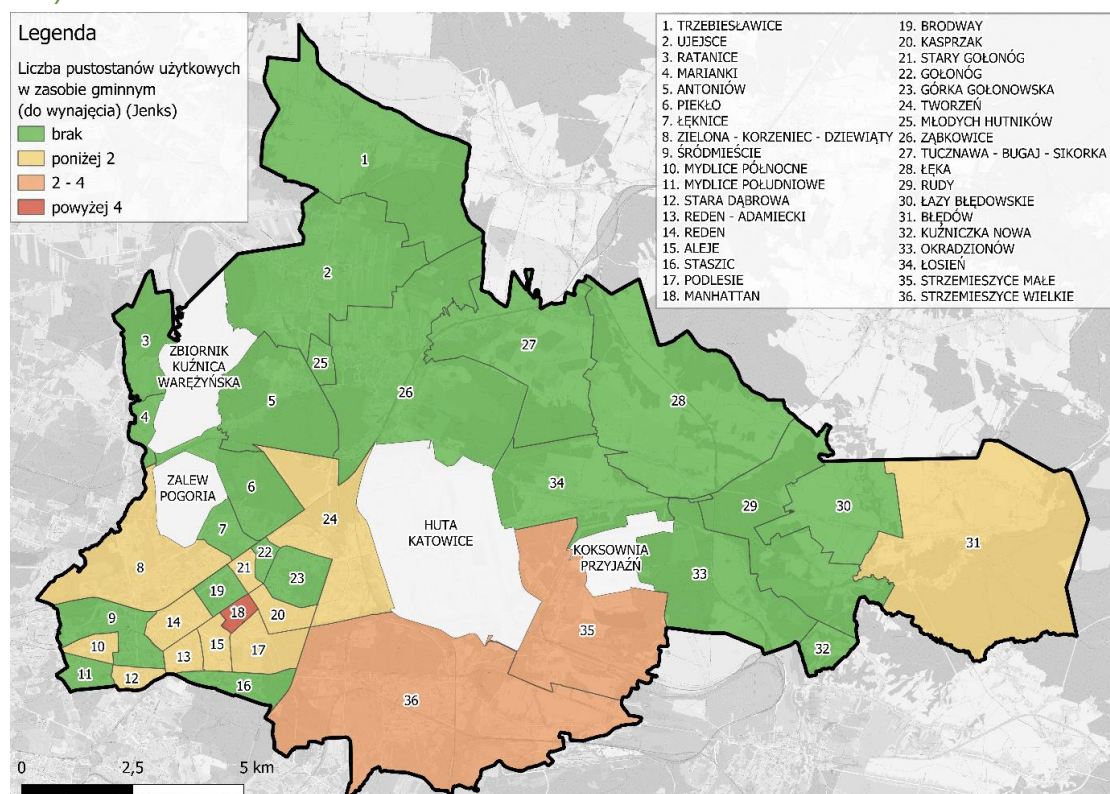 Legenda
Liczba pustostanów użytkowych
w zasobie gminnym
(do wynajęcia) (Jenks)
brak
poniżej 2
2 - 4
powyżej 4
1. TRZEBIESŁAWICE
2. UJEJSCE
3. RATANICE
4. MARIANKI
5. ANTONIÓW
6. PIEKŁO
7. ŁĘKNICE
8. ZIELONA - KORZENIEC - DZIEWIĄTY
9. ŚRÓDMIEŚCIE
10. MYDLICE PÓŁNOCNE
11. MYDLICE POŁUDNIOWE
12. STARA DĄBROWA
13. REDEN - ADAMIECKI
14. REDEN
15. ALEJE
16. STASZIC
17. PODLESIE
18. MANHATTAN
19. BRODWAY
20. KASPRZAK
21. STARY GOŁONÓG
22. GOŁONÓG
23. GÓRKA GOŁONOWSKA
24. TWORZEŃ
25. MŁODYCH HUTNIKÓW
26. ZĄBKOWICE
27. TUCZNAWA - BUGAJ - SIKORKA
28. ŁĘKA
29. RUDY
30. ŁAZY BŁĘDOWSKIE
31. BŁĘDÓW
32. KUŹNICZKA NOWA
33. OKRADZIONÓW
34. ŁOSIEŃ
35. STRZEMIESZYCE MAŁE
36. STRZEMIESZYCE WIELKIE
1
2
3
ZBIORNIK
KUŹNICA
WARĘŻYŃSKA
25
27
26
5
28
4
ZALEW
POGORIA
6
34
7
24
29
30
HUTA
KATOWICE
KOKSOWNIA
PRZYJAŹŃ
31
22
21
8
23
33
19
18
20
9
14
35
10
13
15
17
32
11
12
16
36
0
2,5
5 km